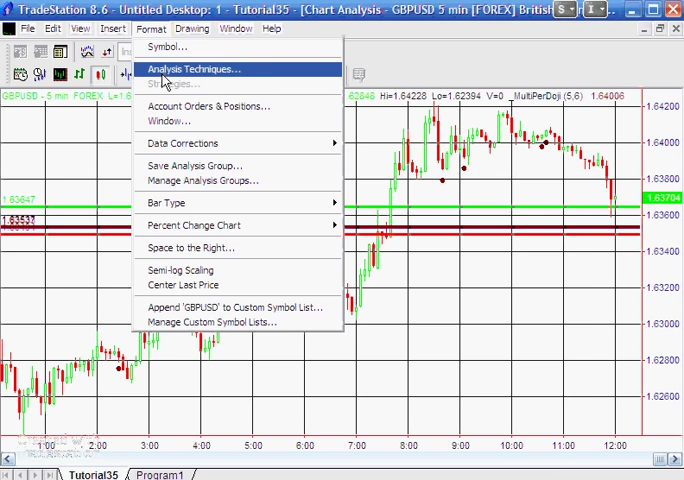 TradeStation 8.6 - Untitled Desktop: 1 - Tutorial35 - [Chart Analysis - GBPUSD 5 min [FOREX] British
S
I
File Edit View Insert Format Drawing Window Help
Symbol...
Analysis Techniques...
Strategies...
Account Orders & Positions...
Window...
Data Corrections
Save Analysis Group...
Manage Analysis Groups...
Bar Type
Percent Change Chart
Space to the Right...
Semi-log Scaling
Center Last Price
Append 'GBPUSD' to Custom Symbol List...
Manage Custom Symbol Lists...
GBPUSD - 5 min FOREX
62848 Hi=1.64228 Lo=1.62394 V=0 MultiPerDoji (5,6) 1.64006
1.64200
1.64000
1.63800
1.63704
1.63600
1.63400
1.63200
1.63000
1.62800
1.62600
1.63647
1.63537
1:00 2:00 3:00 4:00 5:00 6:00 7:00 8:00 9:00 10:00 11:00 12:00
Tutorial35 Program1